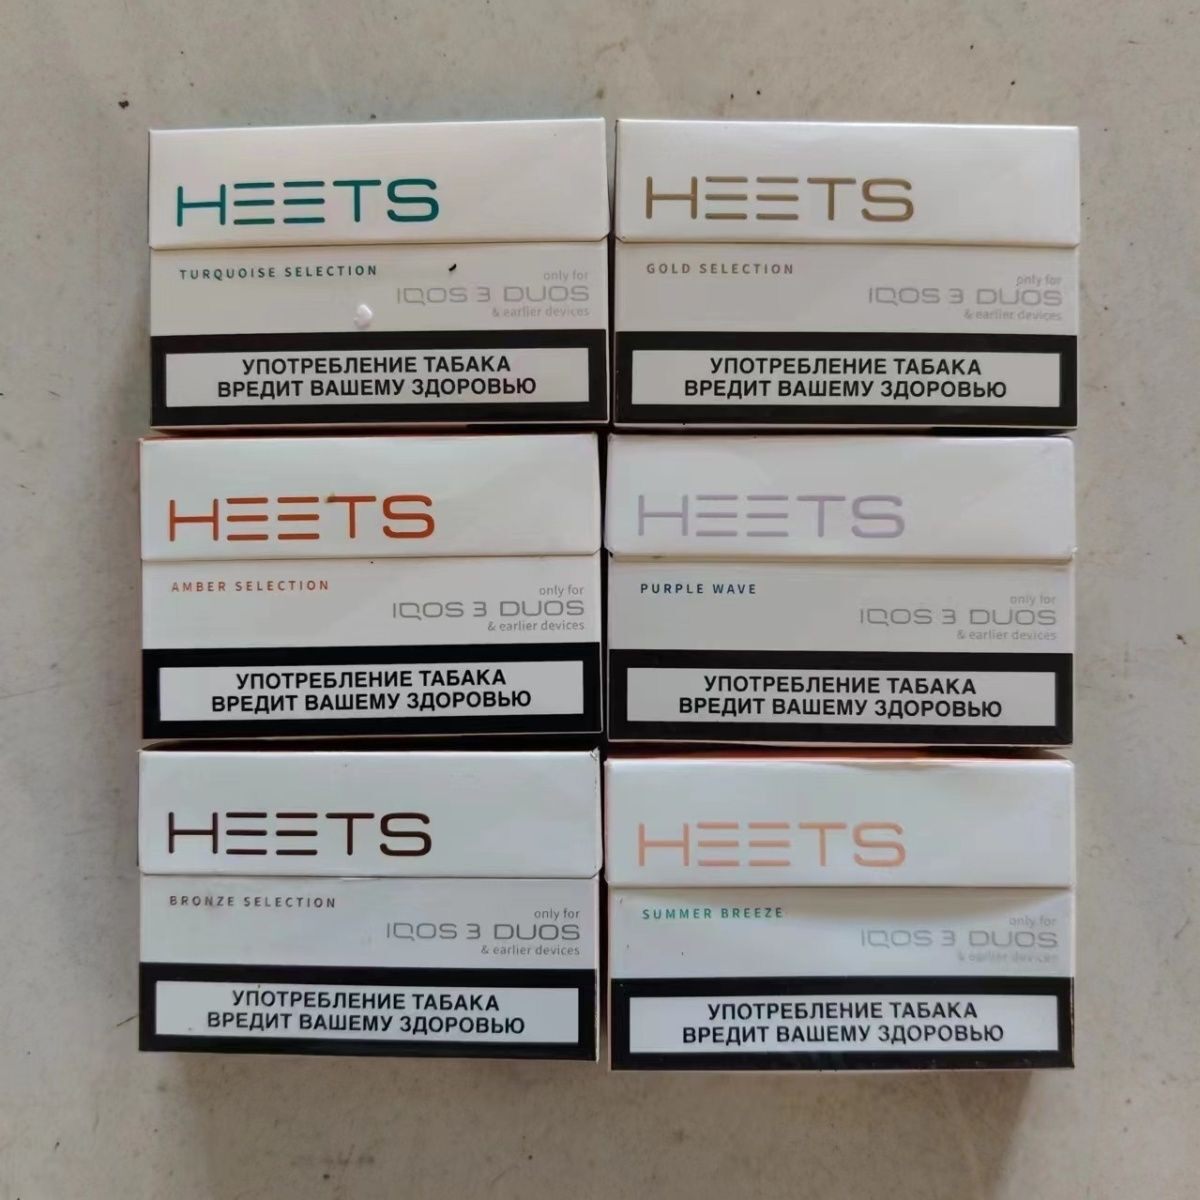 HEETS
TURQUOISE SELECTION
only for
IQOS 3 DUOS
& earlier devices
УПОТРЕБЛЕНИЕ ТАБАКА
ВРЕДИТ ВАШЕМУ ЗДОРОВЬЮ
HEETS
GOLD SELECTION
only for
IQOS 3 DUOS
& earlier devices
УПОТРЕБЛЕНИЕ ТАБАКА
ВРЕДИТ ВАШЕМУ ЗДОРОВЬЮ
HEETS
AMBER SELECTION
only for
IQOS 3 DUOS
& earlier devices
УПОТРЕБЛЕНИЕ ТАБАКА
ВРЕДИТ ВАШЕМУ ЗДОРОВЬЮ
HEETS
PURPLE WAVE
only for
IQOS 3 DUOS
& earlier devices
УПОТРЕБЛЕНИЕ ТАБАКА
ВРЕДИТ ВАШЕМУ ЗДОРОВЬЮ
HEETS
BRONZE SELECTION
only for
IQOS 3 DUOS
& earlier devices
УПОТРЕБЛЕНИЕ ТАБАКА
ВРЕДИТ ВАШЕМУ ЗДОРОВЬЮ
HEETS
SUMMER BREEZE
only for
IQOS 3 DUOS
& earlier devices
УПОТРЕБЛЕНИЕ ТАБАКА
ВРЕДИТ ВАШЕМУ ЗДОРОВЬЮ